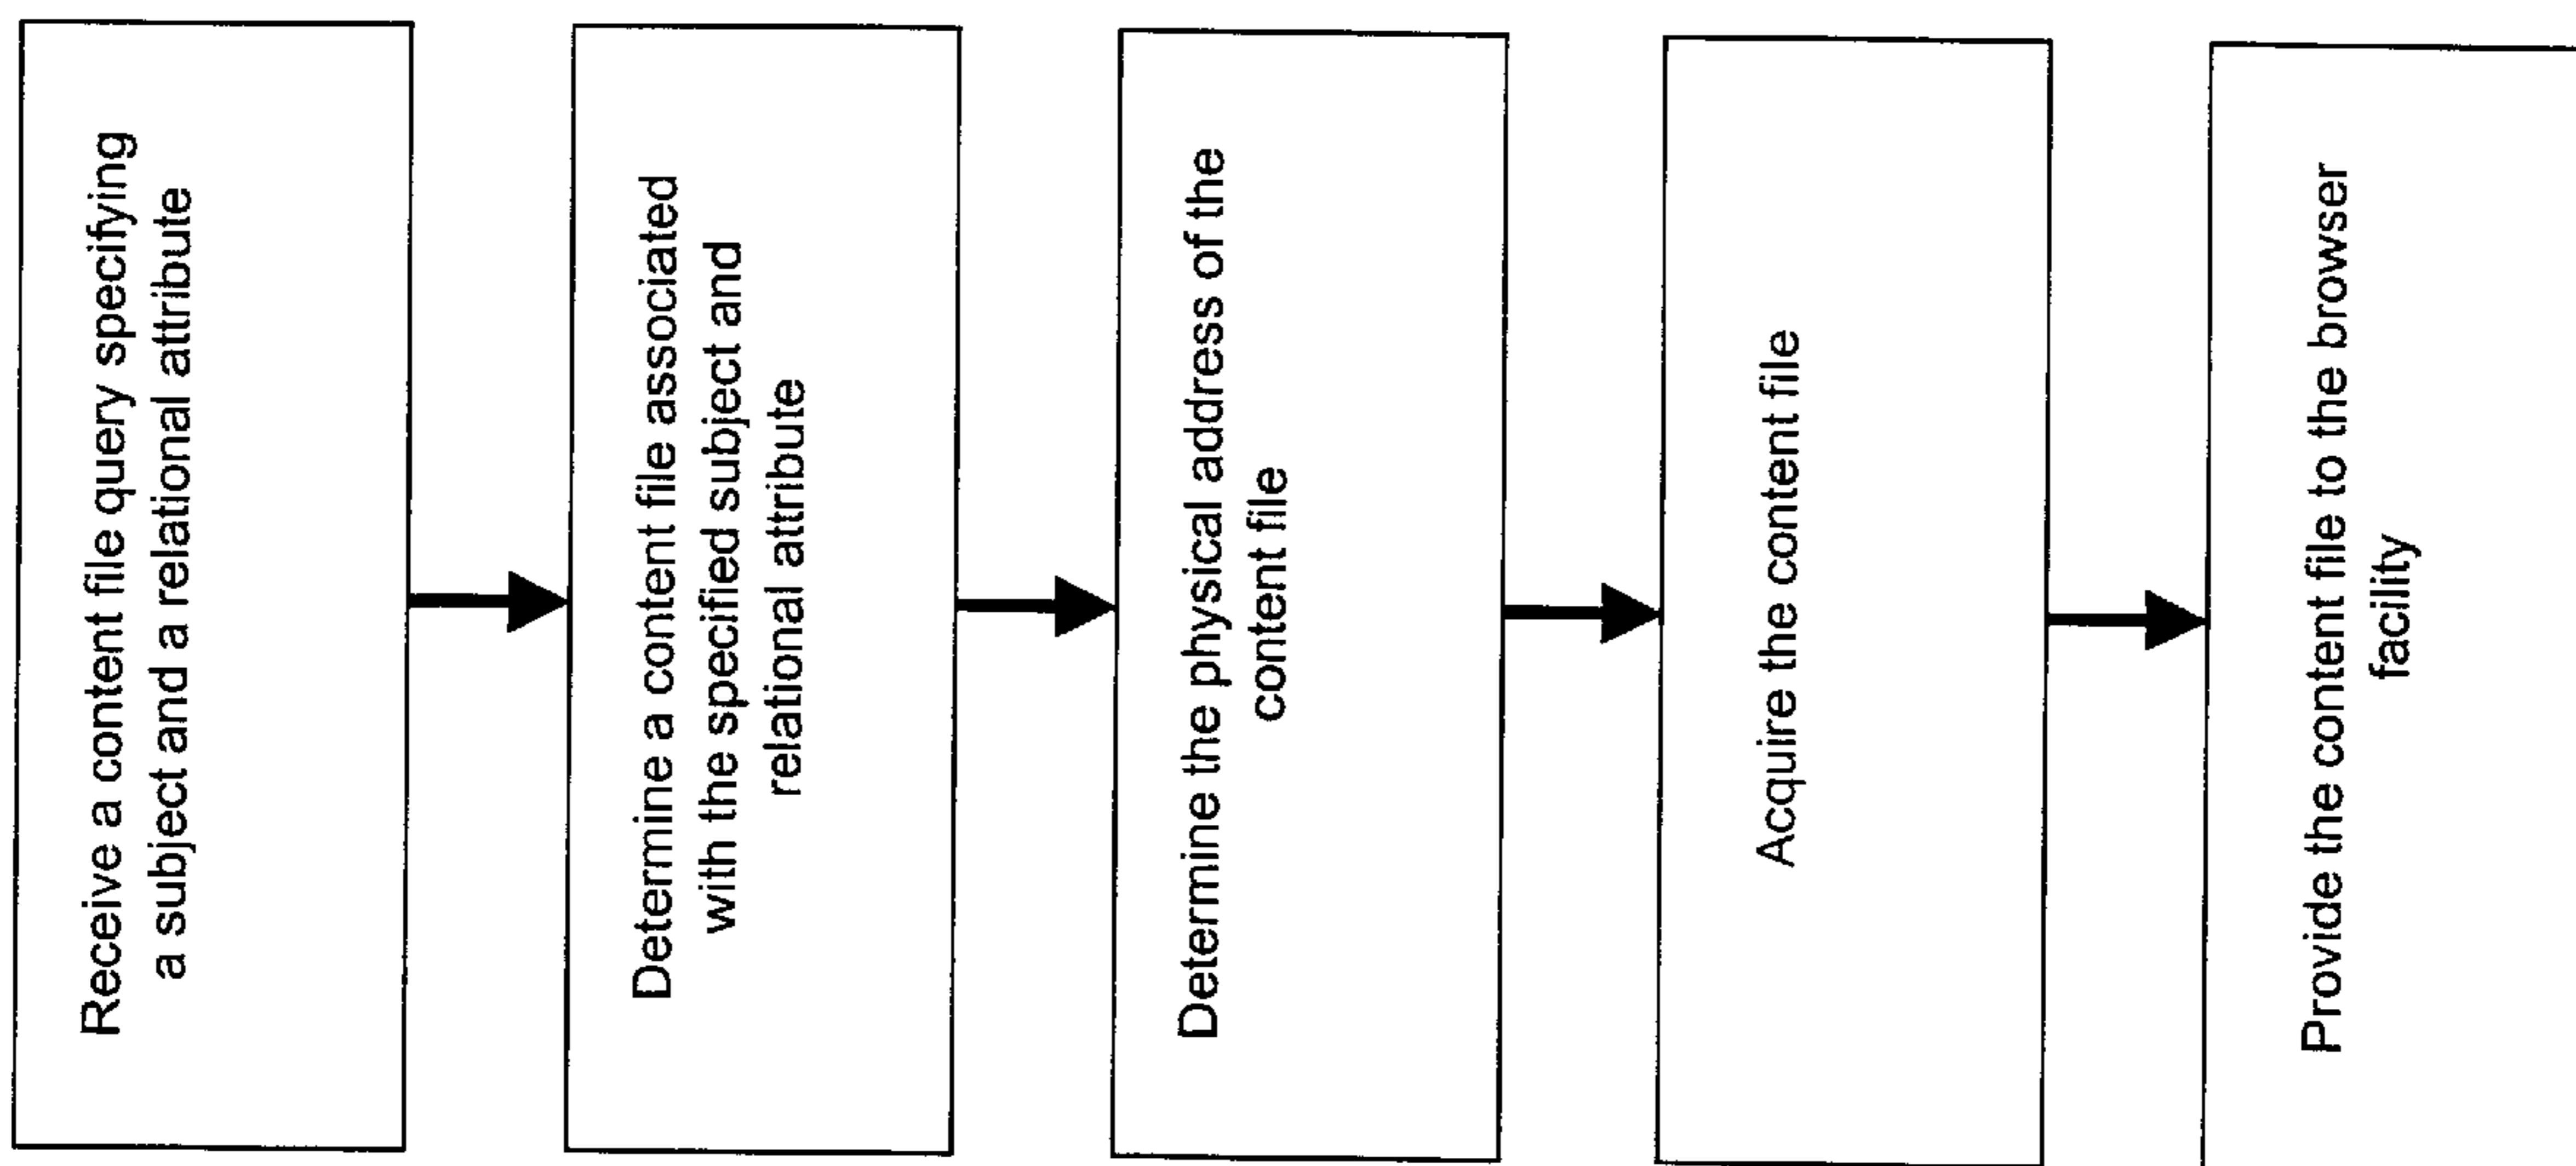 Receive a content file query specifying
a subject and a relational attribute
Determine a content file associated
with the specified subject and
relational attribute
Determine the physical address of the
content file
Acquire the content file
Provide the content file to the browser
facility